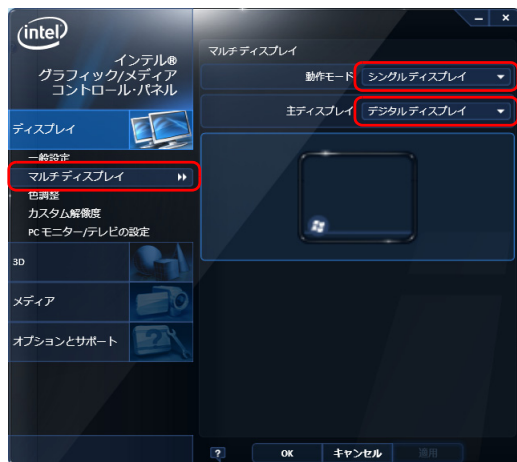 intel
インテル®
グラフィック/メディア
コントロール・パネル
ディスプレイ
一般設定
マルチディスプレイ
色調整
カスタム解像度
PC モニター/テレビの設定
3D
メディア
オプションとサポート
マルチディスプレイ
動作モード シングルディスプレイ
主ディスプレイ デジタルディスプレイ
? OK キャンセル 適用